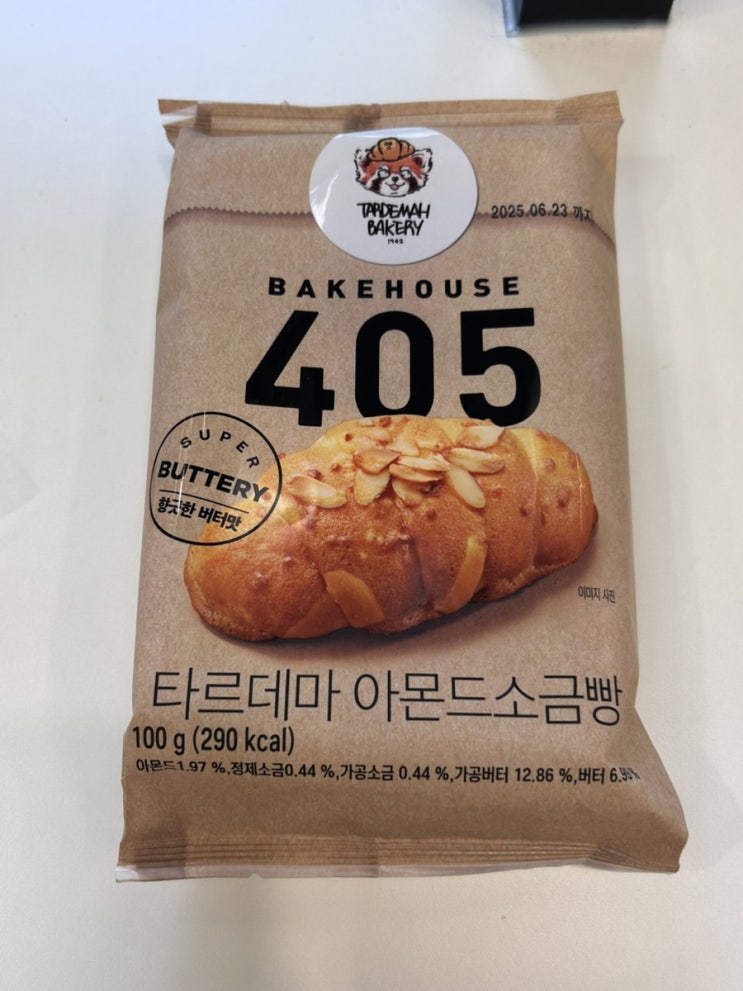 TARDEMAH
BAKERY
1942
2025.06.23 까지
BAKEHOUSE
405
SUPER
BUTTERY
향긋한 버터맛
이미지 사진
타르데마 아몬드소금빵
100 g (290 kcal)
아몬드1.97 %,정제소금0.44 %,가공소금 0.44 %,가공버터 12.86 %,버터